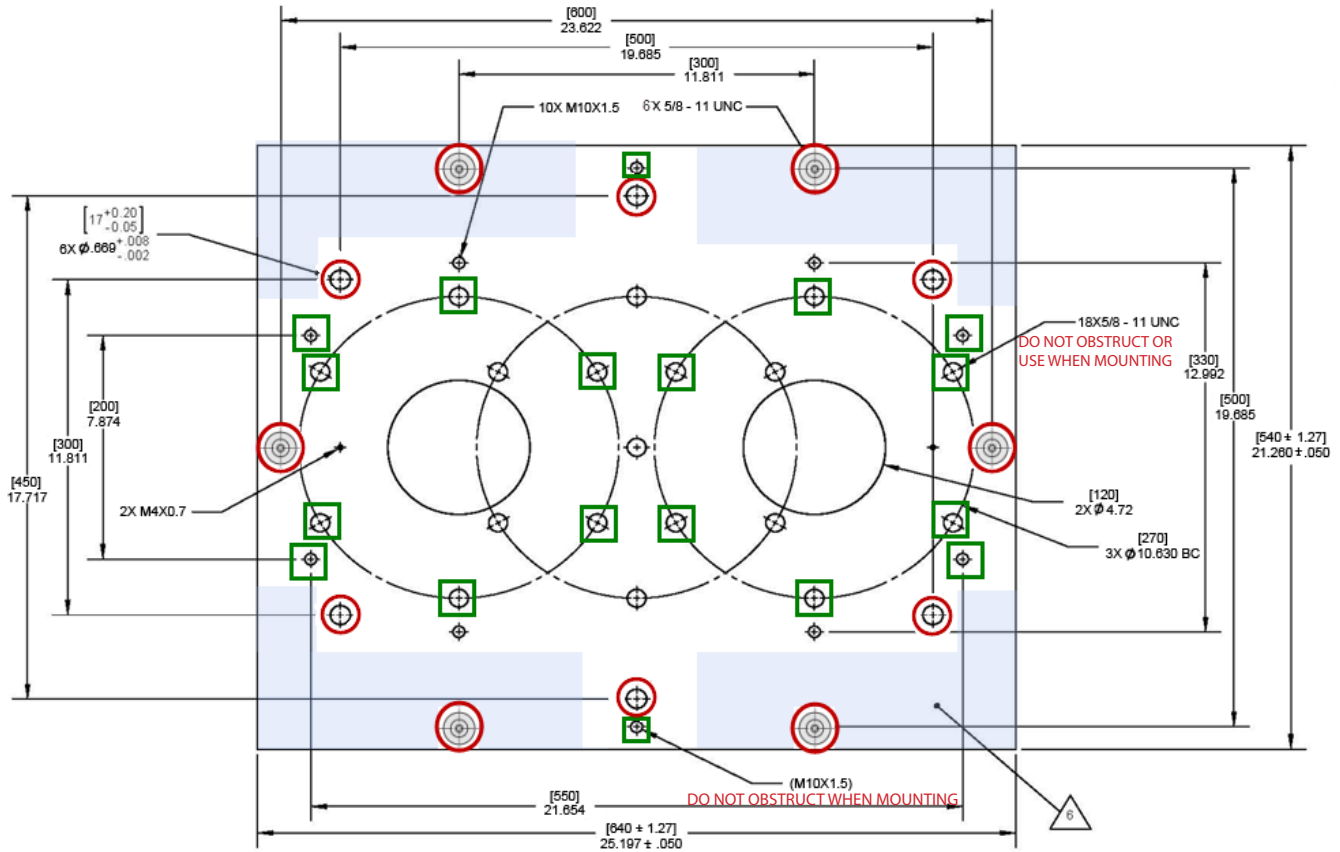 [600]
23.622
[500]
19.685
[300]
11.811
10X M10X1.5
6X 5/8 - 11 UNC
[17 +0.20 -0.05]
6X Ø.669 +.008 -.002
18X5/8 - 11 UNC
DO NOT OBSTRUCT OR
USE WHEN MOUNTING
[330]
12.992
[200]
7.874
[500]
19.685
[300]
11.811
[540 ± 1.27]
21.260 ±.050
[450]
17.717
2X M4X0.7
[120]
2X Ø 4.72
[270]
3X Ø 10.630 BC
(M10X1.5)
DO NOT OBSTRUCT WHEN MOUNTING
[550]
21.654
6
[640 ± 1.27]
25.197 ± .050